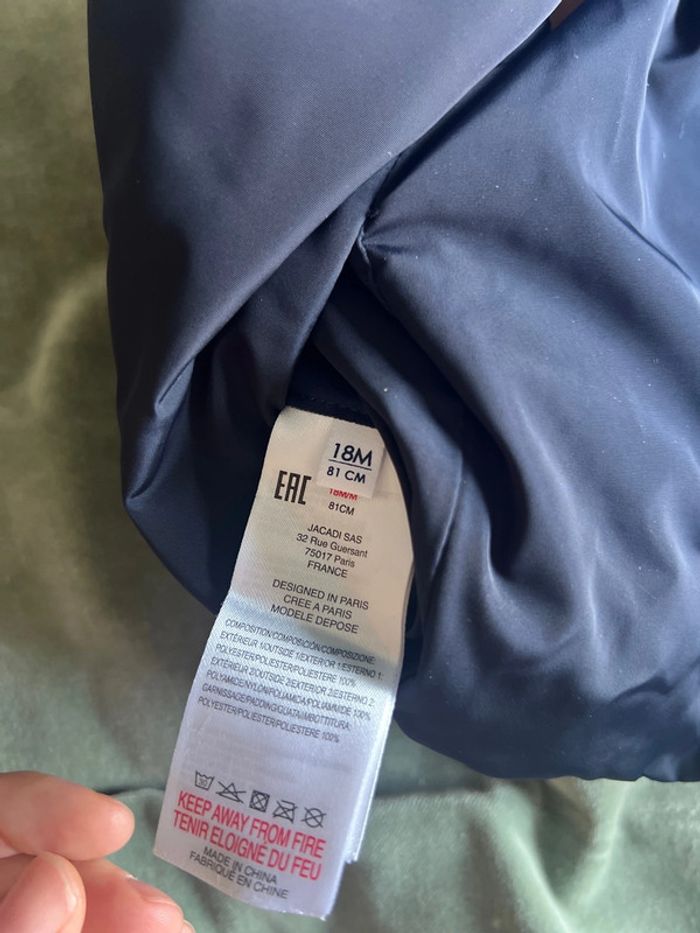 18M
81 CM
EAC
18M/M
81CM
JACADI SAS
32 Rue Guersant
75017 Paris
FRANCE
DESIGNED IN PARIS
CREE A PARIS
MODELE DEPOSE
COMPOSITION/COMPOSICIÓN/COMPOSIZIONE:
EXTÉRIEUR 1/OUTSIDE 1/EXTERIOR 1/ESTERNO 1:
POLYESTER/POLIESTER/POLIESTERE 100%
EXTÉRIEUR 2/OUTSIDE 2/EXTERIOR 2/ESTERNO 2:
POLYAMIDE/NYLON/POLIAMIDA/POLIAMMIDE 100%
GARNISSAGE/PADDING/GUATA/IMBOTTITURA:
POLYESTER/POLIESTER/POLIESTERE 100%
30
KEEP AWAY FROM FIRE
TENIR ELOIGNÉ DU FEU
MADE IN CHINA
FABRIQUÉ EN CHINE